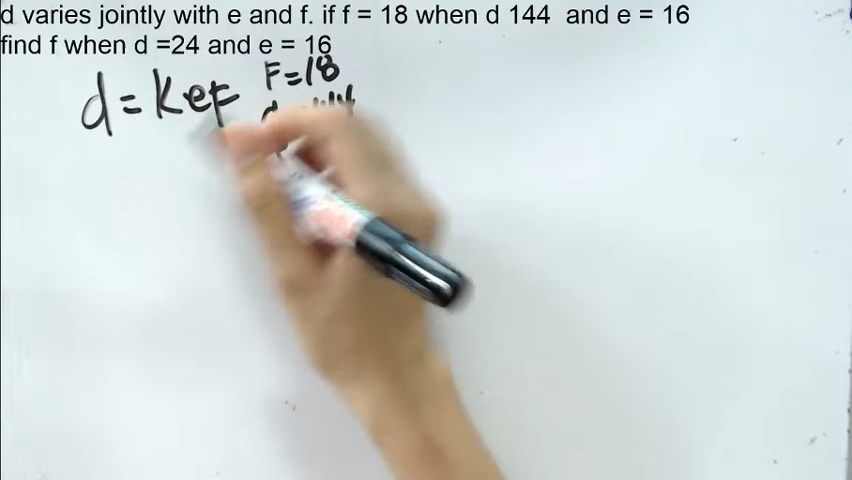 d varies jointly with e and f. if f = 18 when d 144 and e = 16
find f when d =24 and e = 16
F=18
d = keF